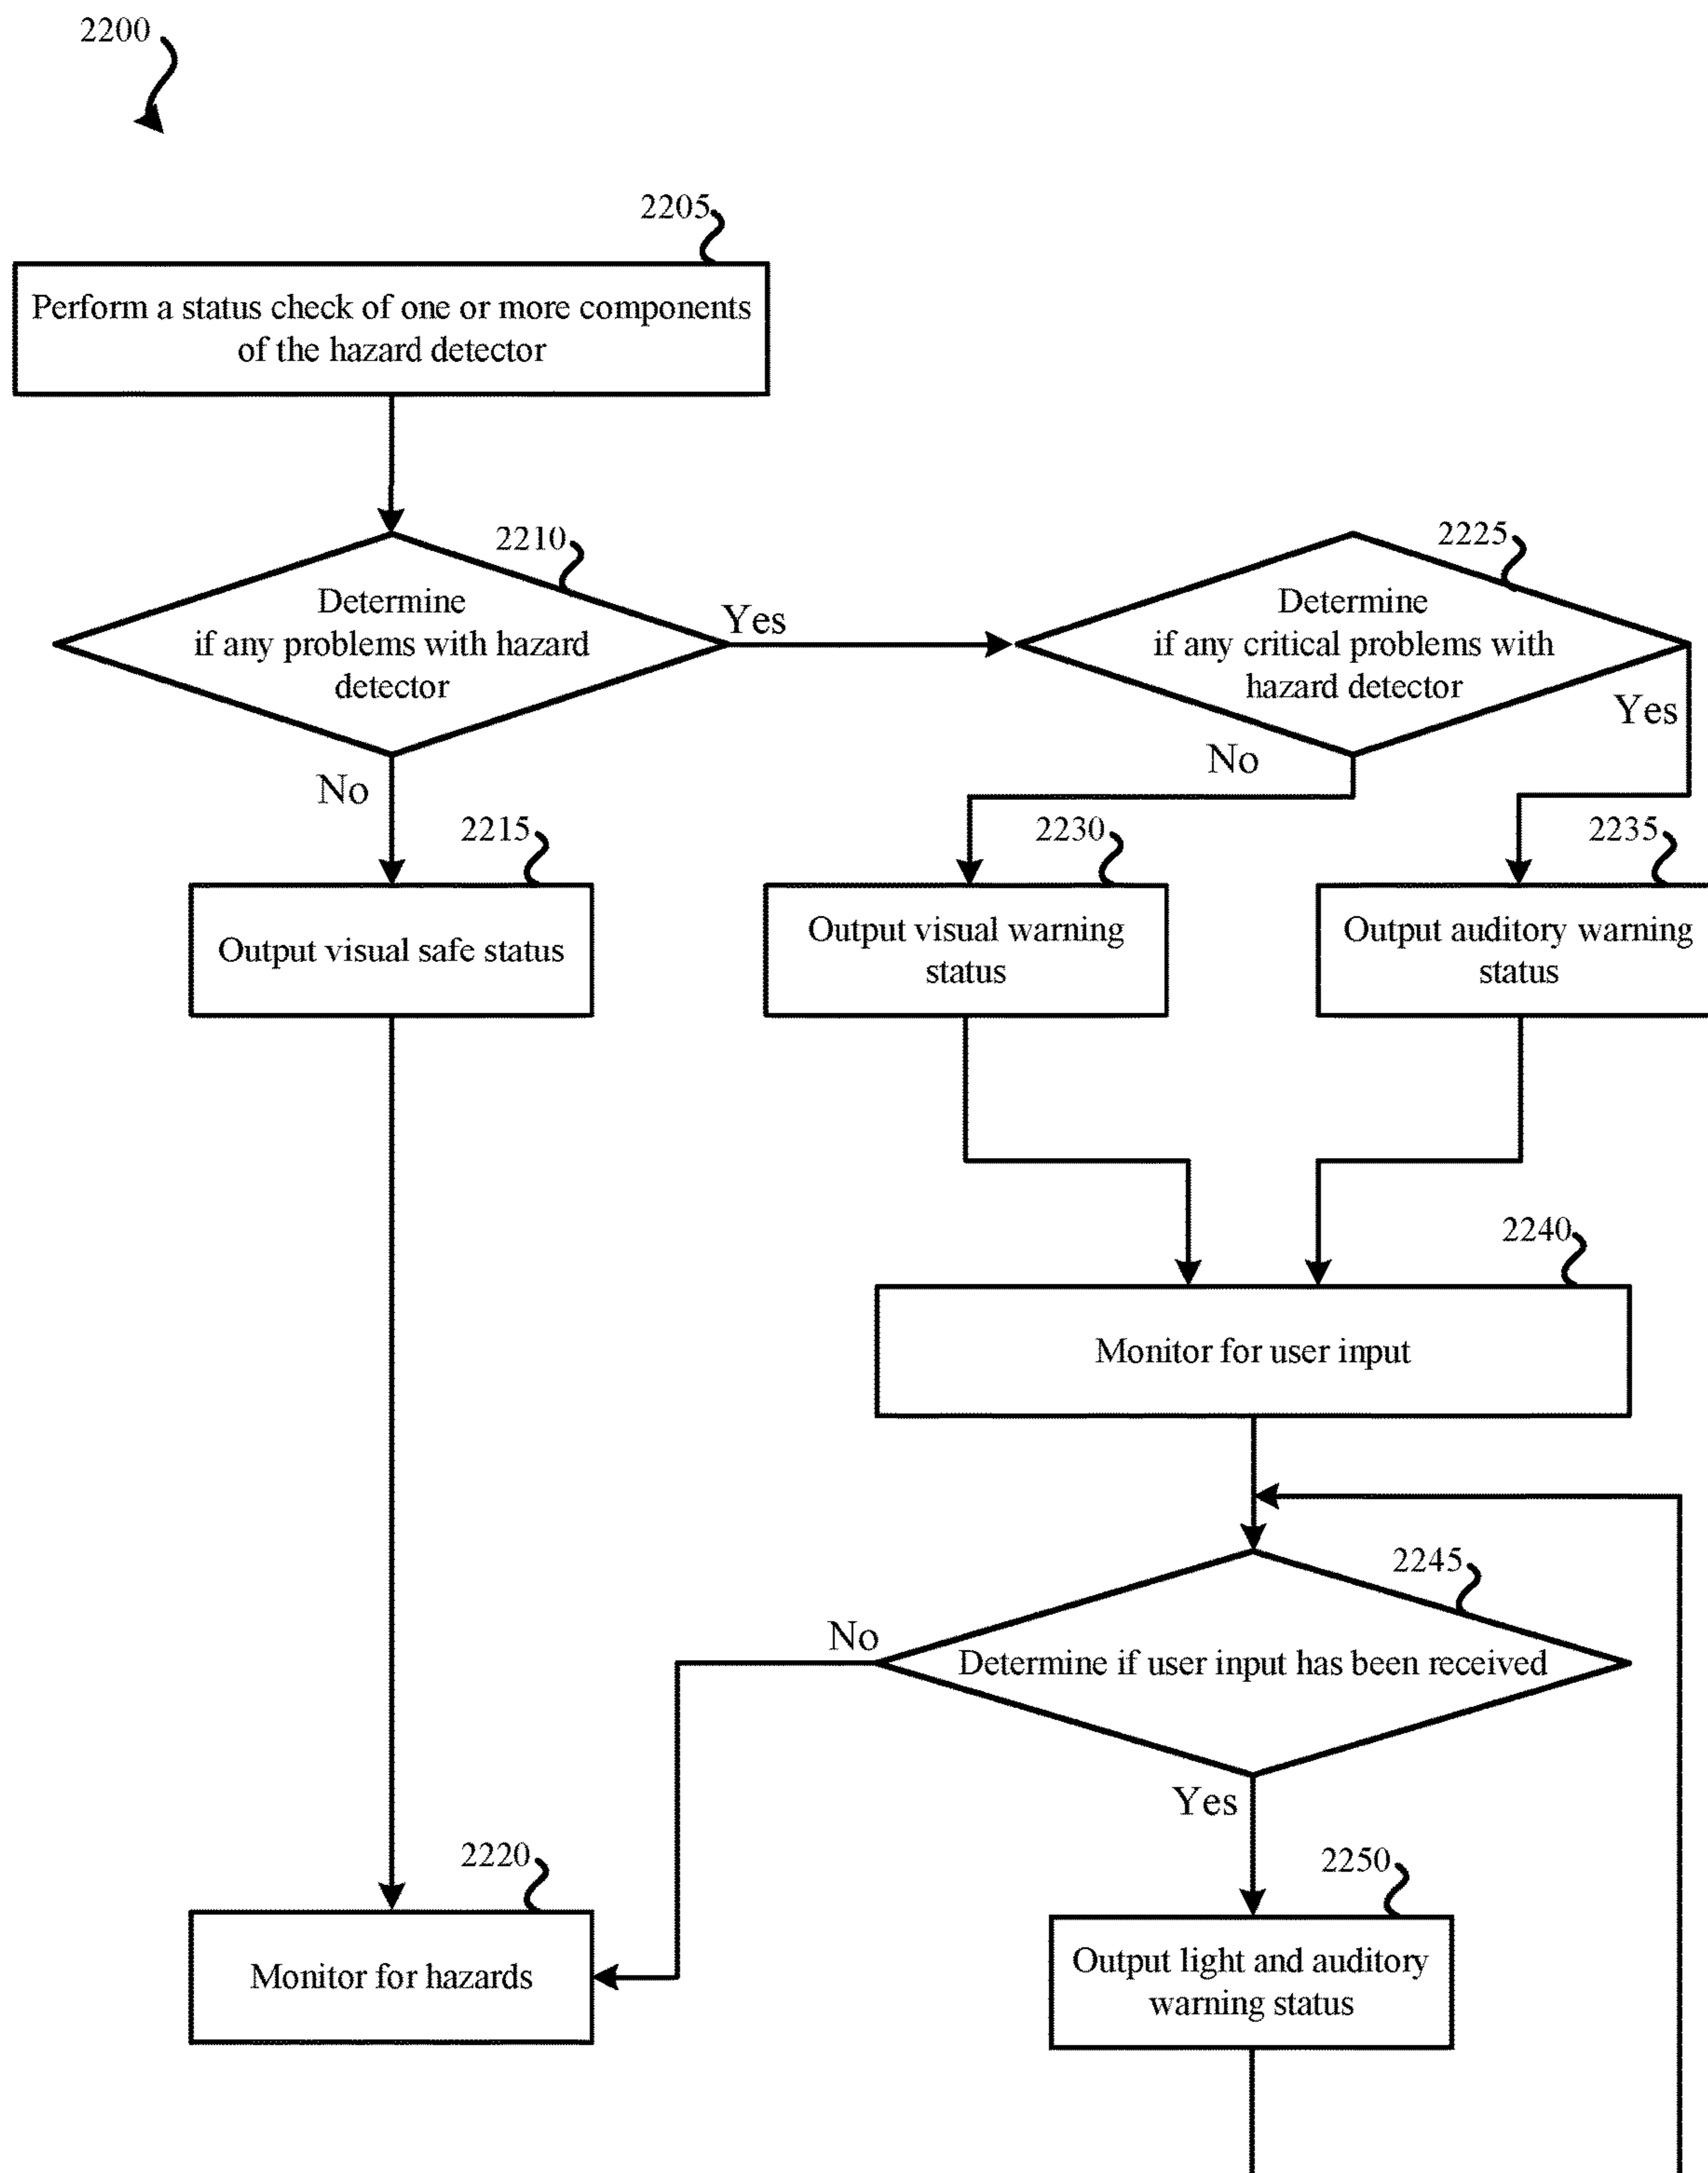 2200
2205
Perform a status check of one or more components
of the hazard detector
2210
Determine
if any problems with hazard
detector
Yes
No
2225
Determine
if any critical problems with
hazard detector
Yes
No
2215
Output visual safe status
2230
Output visual warning
status
2235
Output auditory warning
status
2240
Monitor for user input
2245
Determine if user input has been received
No
Yes
2220
Monitor for hazards
2250
Output light and auditory
warning status